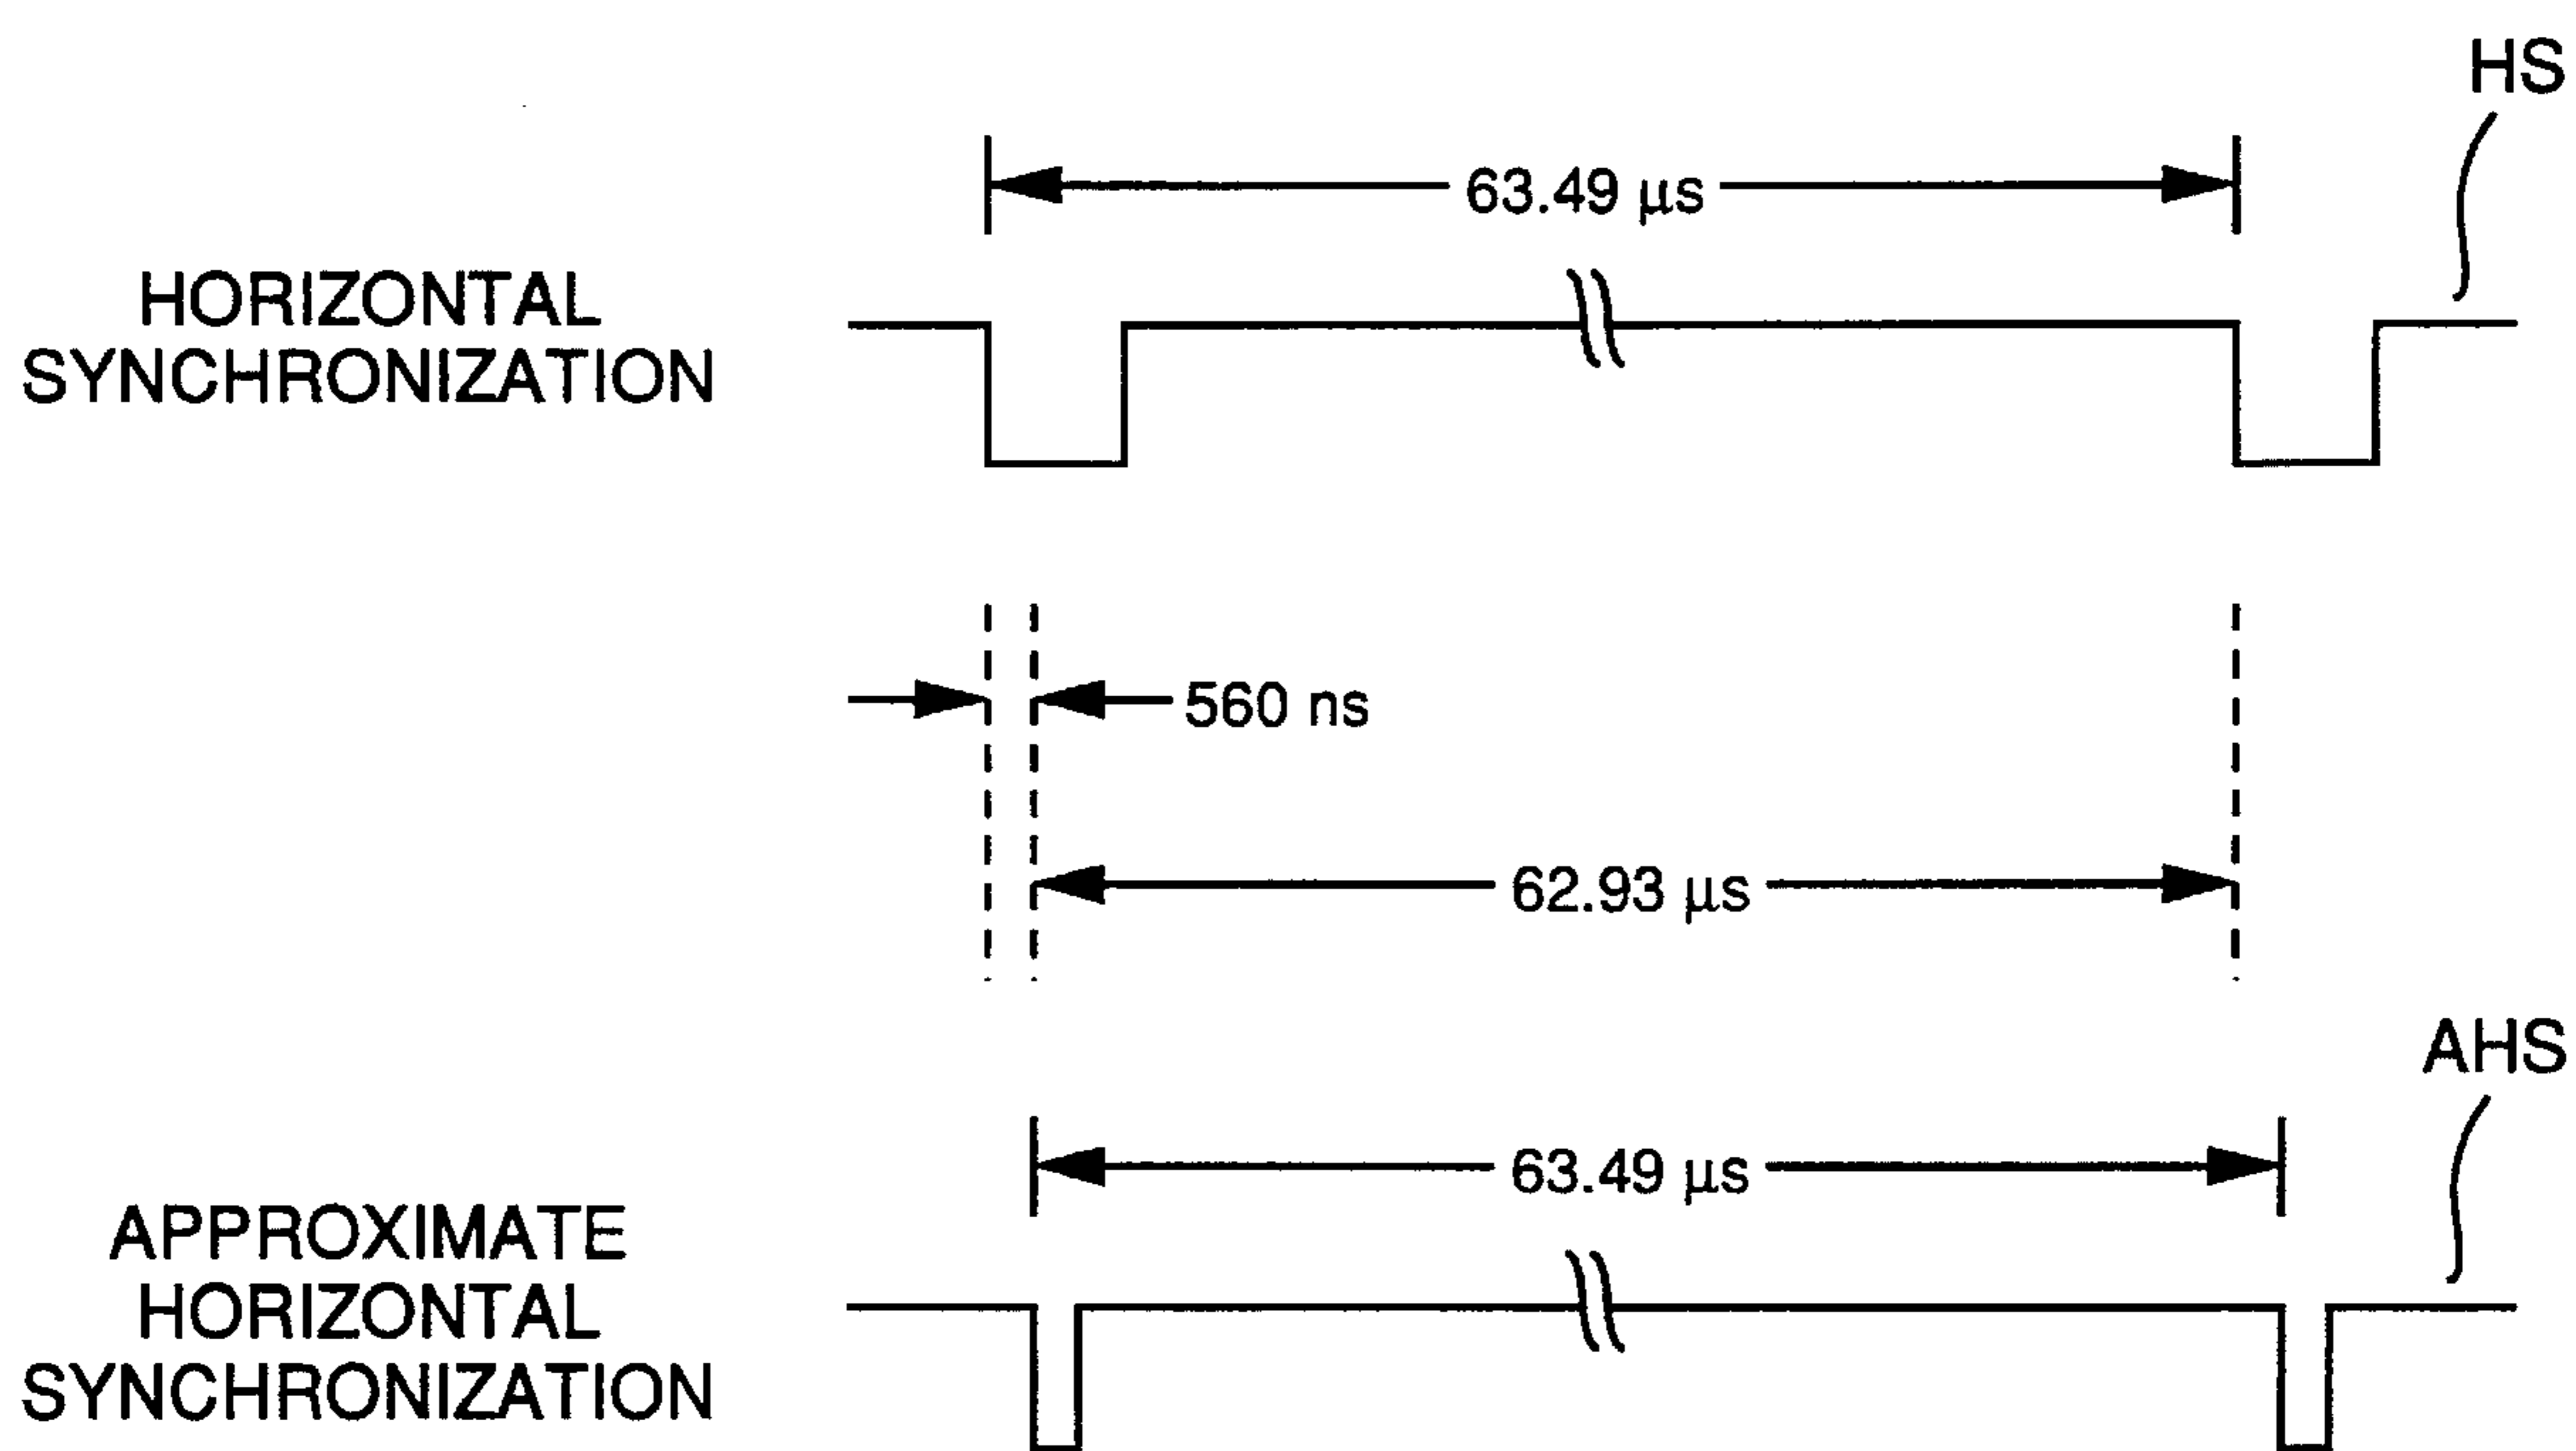 HS
63.49 µs
HORIZONTAL
SYNCHRONIZATION
560 ns
62.93 µs
AHS
63.49 µs
APPROXIMATE
HORIZONTAL
SYNCHRONIZATION